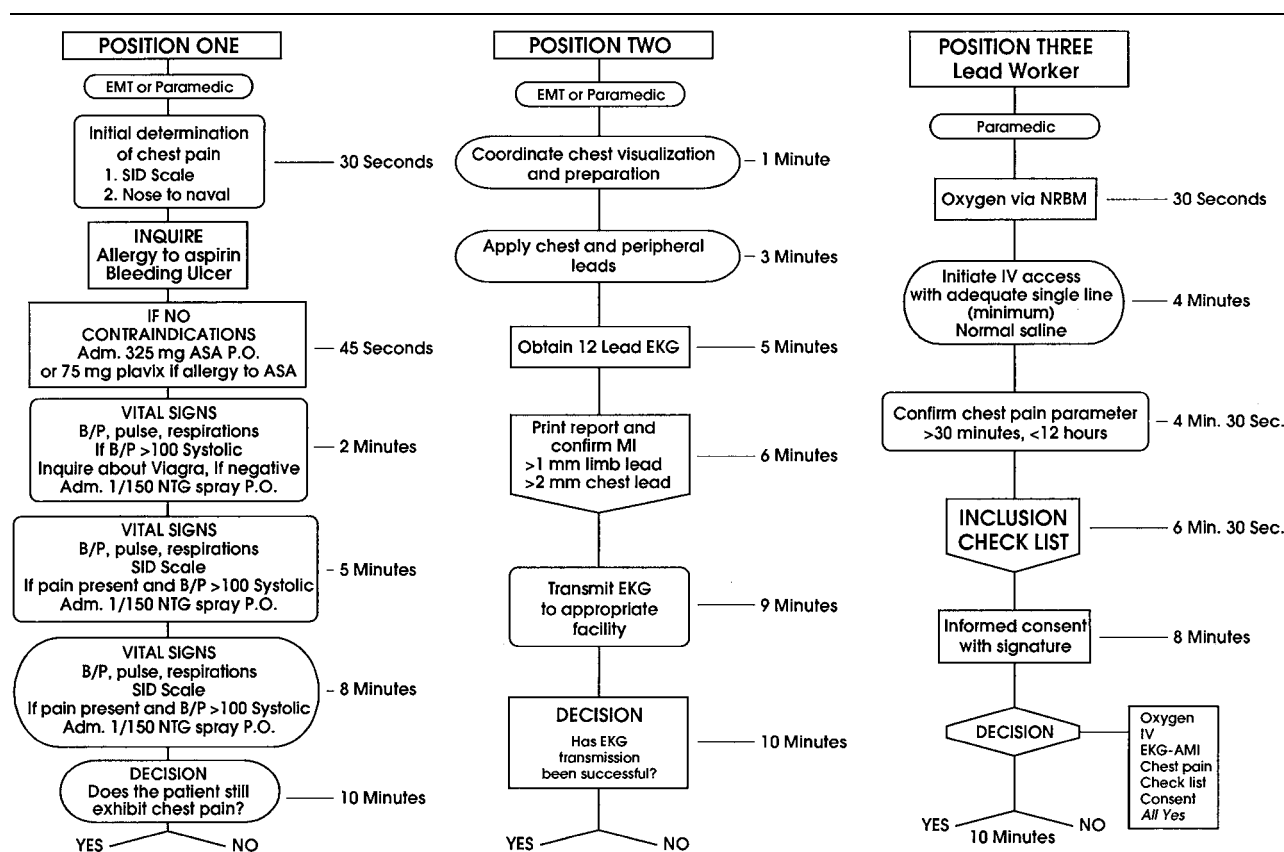 POSITION ONE
EMT or Paramedic
Initial determination
of chest pain
1. SID Scale
2. Nose to naval
30 Seconds
INQUIRE
Allergy to aspirin
Bleeding Ulcer
IF NO
CONTRAINDICATIONS
Adm. 325 mg ASA P.O.
or 75 mg plavix if allergy to ASA
45 Seconds
VITAL SIGNS
B/P, pulse, respirations
If B/P >100 Systolic
Inquire about Viagra, If negative
Adm. 1/150 NTG spray P.O.
2 Minutes
VITAL SIGNS
B/P, pulse, respirations
SID Scale
If pain present and B/P >100 Systolic
Adm. 1/150 NTG spray P.O.
5 Minutes
VITAL SIGNS
B/P, pulse, respirations
SID Scale
If pain present and B/P >100 Systolic
Adm. 1/150 NTG spray P.O.
8 Minutes
DECISION
Does the patient still
exhibit chest pain?
10 Minutes
YES NO
POSITION TWO
EMT or Paramedic
Coordinate chest visualization
and preparation
1 Minute
Apply chest and peripheral
leads
3 Minutes
Obtain 12 Lead EKG
5 Minutes
Print report and
confirm MI
>1 mm limb lead
>2 mm chest lead
6 Minutes
Transmit EKG
to appropriate
facility
9 Minutes
DECISION
Has EKG
transmission
been successful?
10 Minutes
YES NO
POSITION THREE
Lead Worker
Paramedic
Oxygen via NRBM
30 Seconds
Initiate IV access
with adequate single line
(minimum)
Normal saline
4 Minutes
Confirm chest pain parameter
>30 minutes, <12 hours
4 Min. 30 Sec.
INCLUSION
CHECK LIST
6 Min. 30 Sec.
Informed consent
with signature
8 Minutes
DECISION
Oxygen
IV
EKG-AMI
Chest pain
Check list
Consent
All Yes
YES NO
10 Minutes